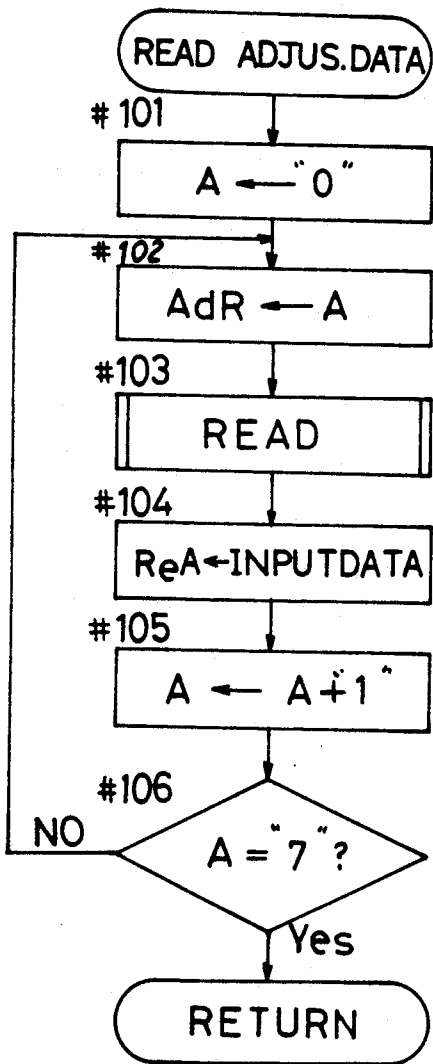 READ ADJUS.DATA
#101
A ← "0"
#102
AdR ← A
#103
READ
#104
ReA←INPUTDATA
#105
A ← A+"1"
#106
A="7"?
NO
Yes
RETURN